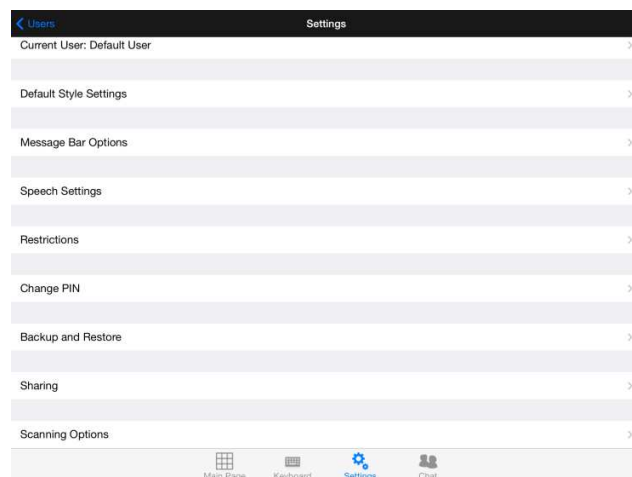 Users
Settings
Current User: Default User
Default Style Settings
Message Bar Options
Speech Settings
Restrictions
Change PIN
Backup and Restore
Sharing
Scanning Options
Main Page Keyboard Settings Chat